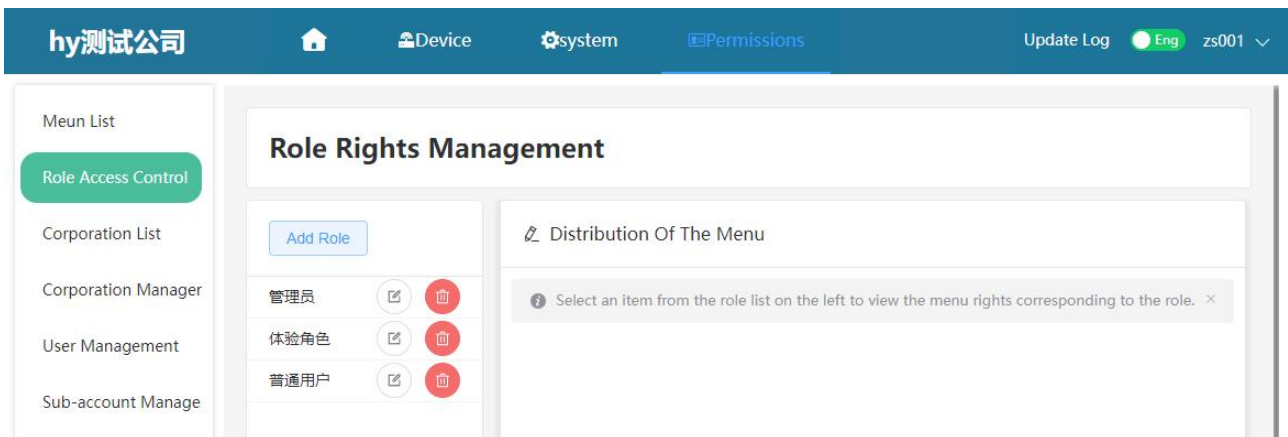 hy测试公司 Device system Permissions Update Log Eng zs001
Meun List
Role Access Control
Corporation List
Corporation Manager
User Management
Sub-account Manage
Role Rights Management
Add Role
管理员
体验角色
普通用户
Distribution Of The Menu
Select an item from the role list on the left to view the menu rights corresponding to the role.